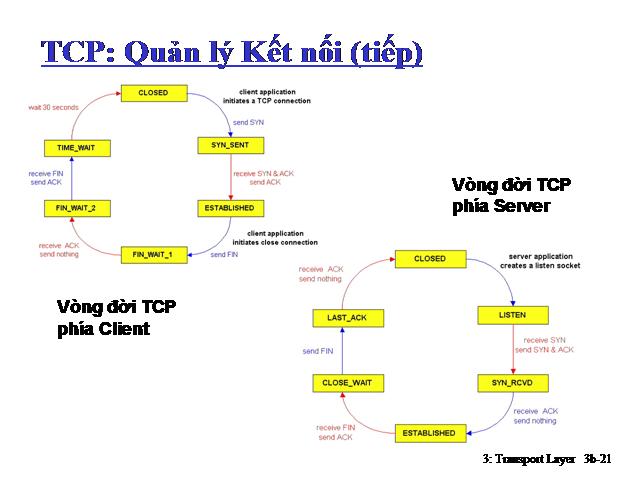 TCP: Quản lý Kết nối (tiếp)
CLOSED
client application
initiates a TCP connection
send SYN
SYN_SENT
receive SYN & ACK
send ACK
ESTABLISHED
client application
initiates close connection
send FIN
FIN_WAIT_1
receive ACK
send nothing
FIN_WAIT_2
receive FIN
send ACK
TIME_WAIT
wait 30 seconds
Vòng đời TCP
phía Client
Vòng đời TCP
phía Server
CLOSED
server application
creates a listen socket
LISTEN
receive SYN
send SYN & ACK
SYN_RCVD
receive ACK
send nothing
ESTABLISHED
receive FIN
send ACK
CLOSE_WAIT
send FIN
LAST_ACK
receive ACK
send nothing
3: Transport Layer 3b-21